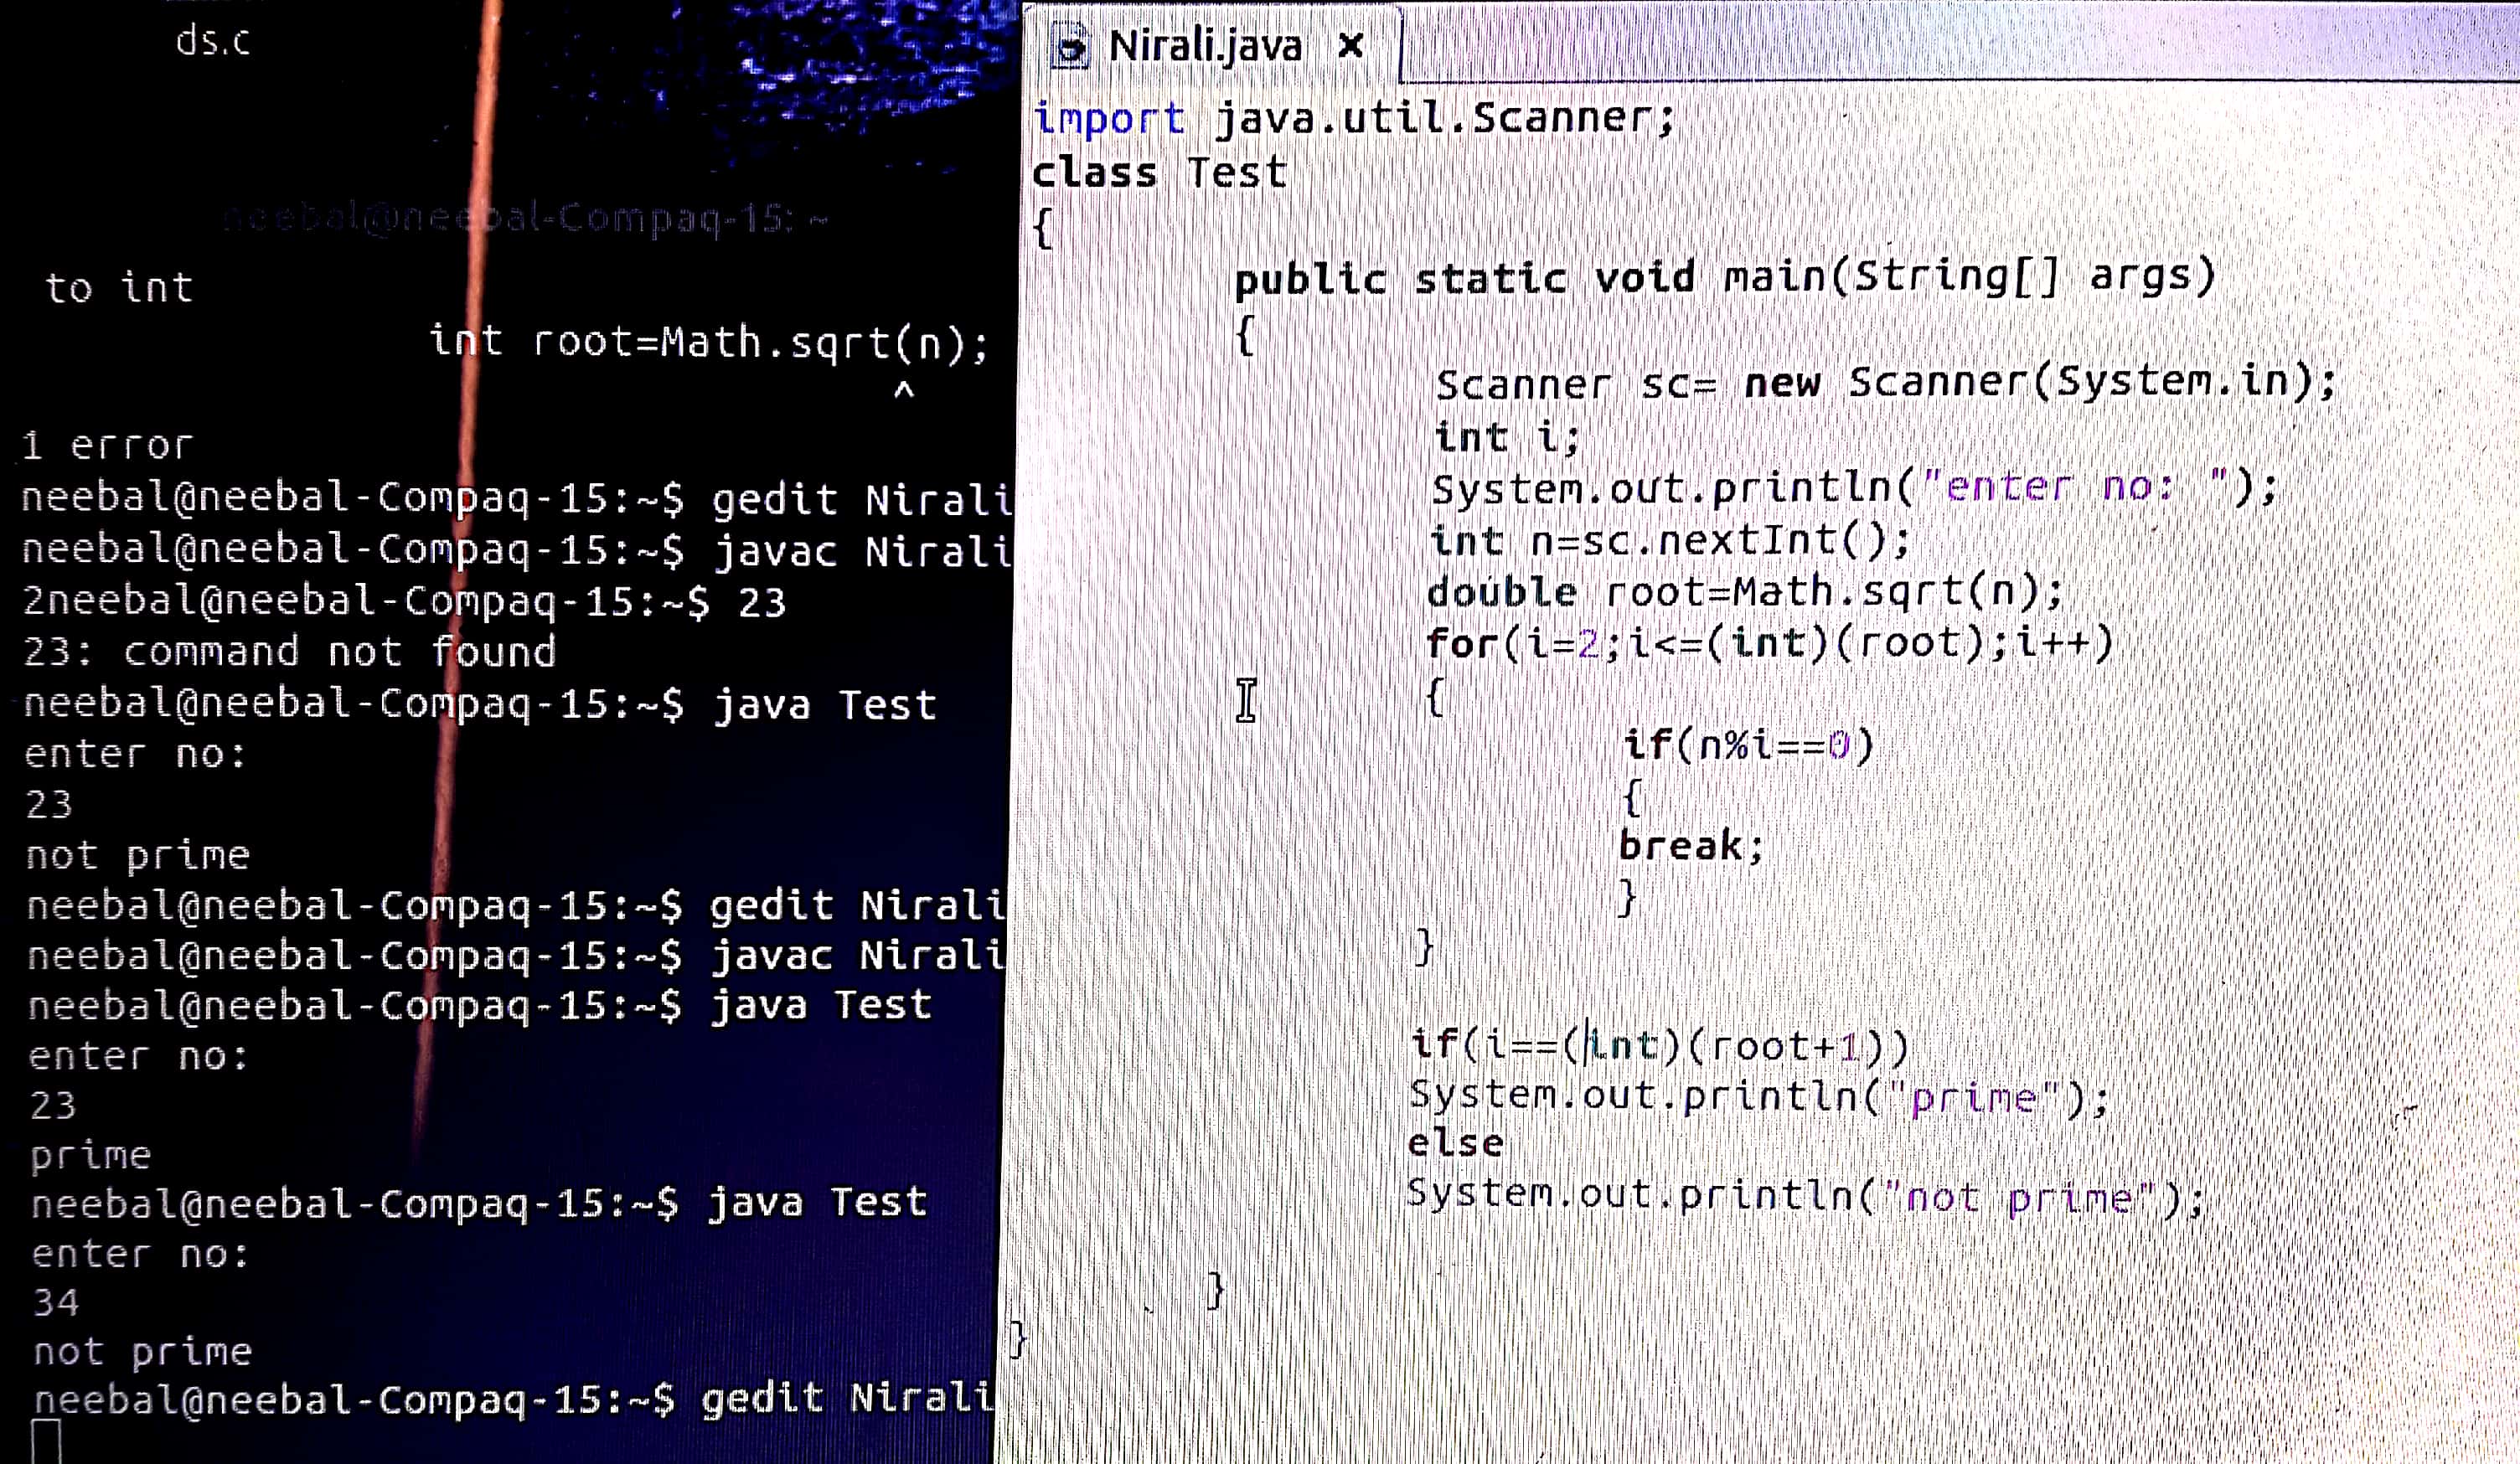 ds.c
neebal@neebal-Compaq-15: ~
to int
int root=Math.sqrt(n);
^
1 error
neebal@neebal-Compaq-15:~$ gedit Nirali
neebal@neebal-Compaq-15:~$ javac Nirali
2neebal@neebal-Compaq-15:~$ 23
23: command not found
neebal@neebal-Compaq-15:~$ java Test
enter no:
23
not prime
neebal@neebal-Compaq-15:~$ gedit Nirali
neebal@neebal-Compaq-15:~$ javac Nirali
neebal@neebal-Compaq-15:~$ java Test
enter no:
23
prime
neebal@neebal-Compaq-15:~$ java Test
enter no:
34
not prime
neebal@neebal-Compaq-15:~$ gedit Nirali
Nirali.java ×
import java.util.Scanner;
class Test
{
public static void main(String[] args)
{
Scanner sc= new Scanner(System.in);
int i;
System.out.println("enter no: ");
int n=sc.nextInt();
double root=Math.sqrt(n);
for(i=2;i<=(int)(root);i++)
{
if(n%i==0)
{
break;
}
}
if(i==(int)(root+1))
System.out.println("prime");
else
System.out.println("not prime");
}
}